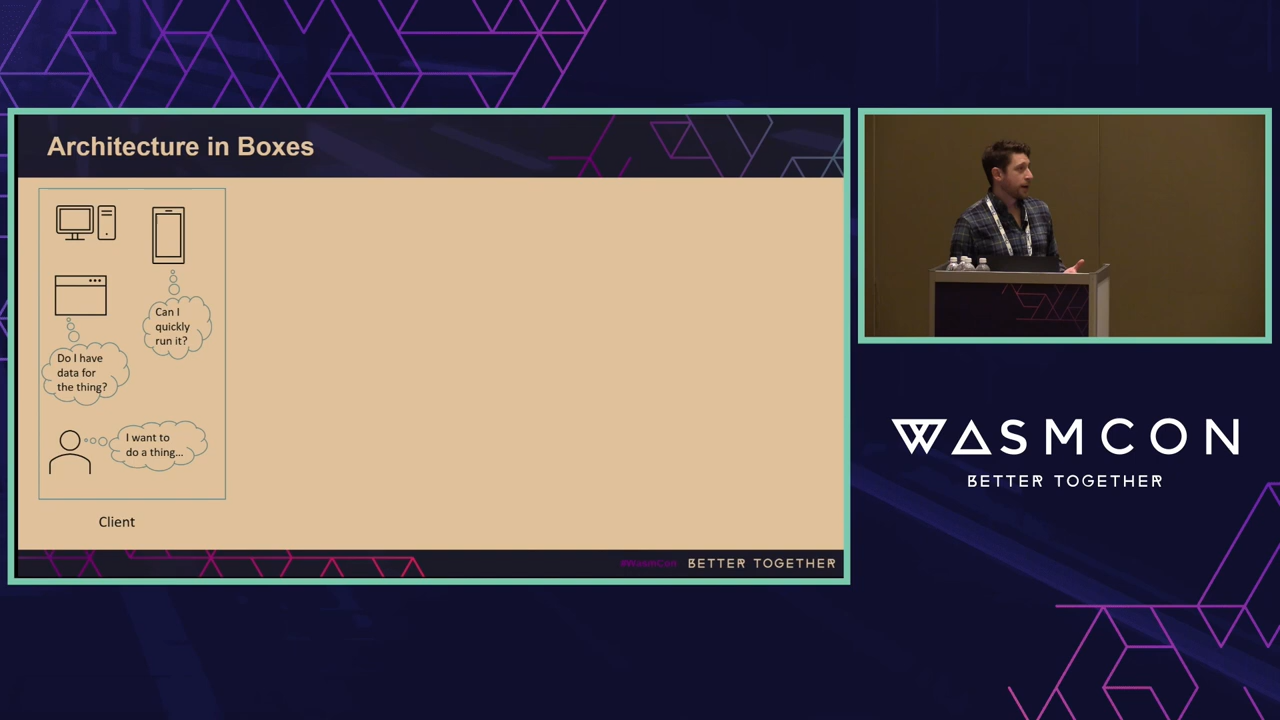 Architecture in Boxes
Can I
quickly
run it?
Do I have
data for
the thing?
I want to
do a thing...
Client
#WasmCon BETTER TOGETHER
WASMCON
BETTER TOGETHER